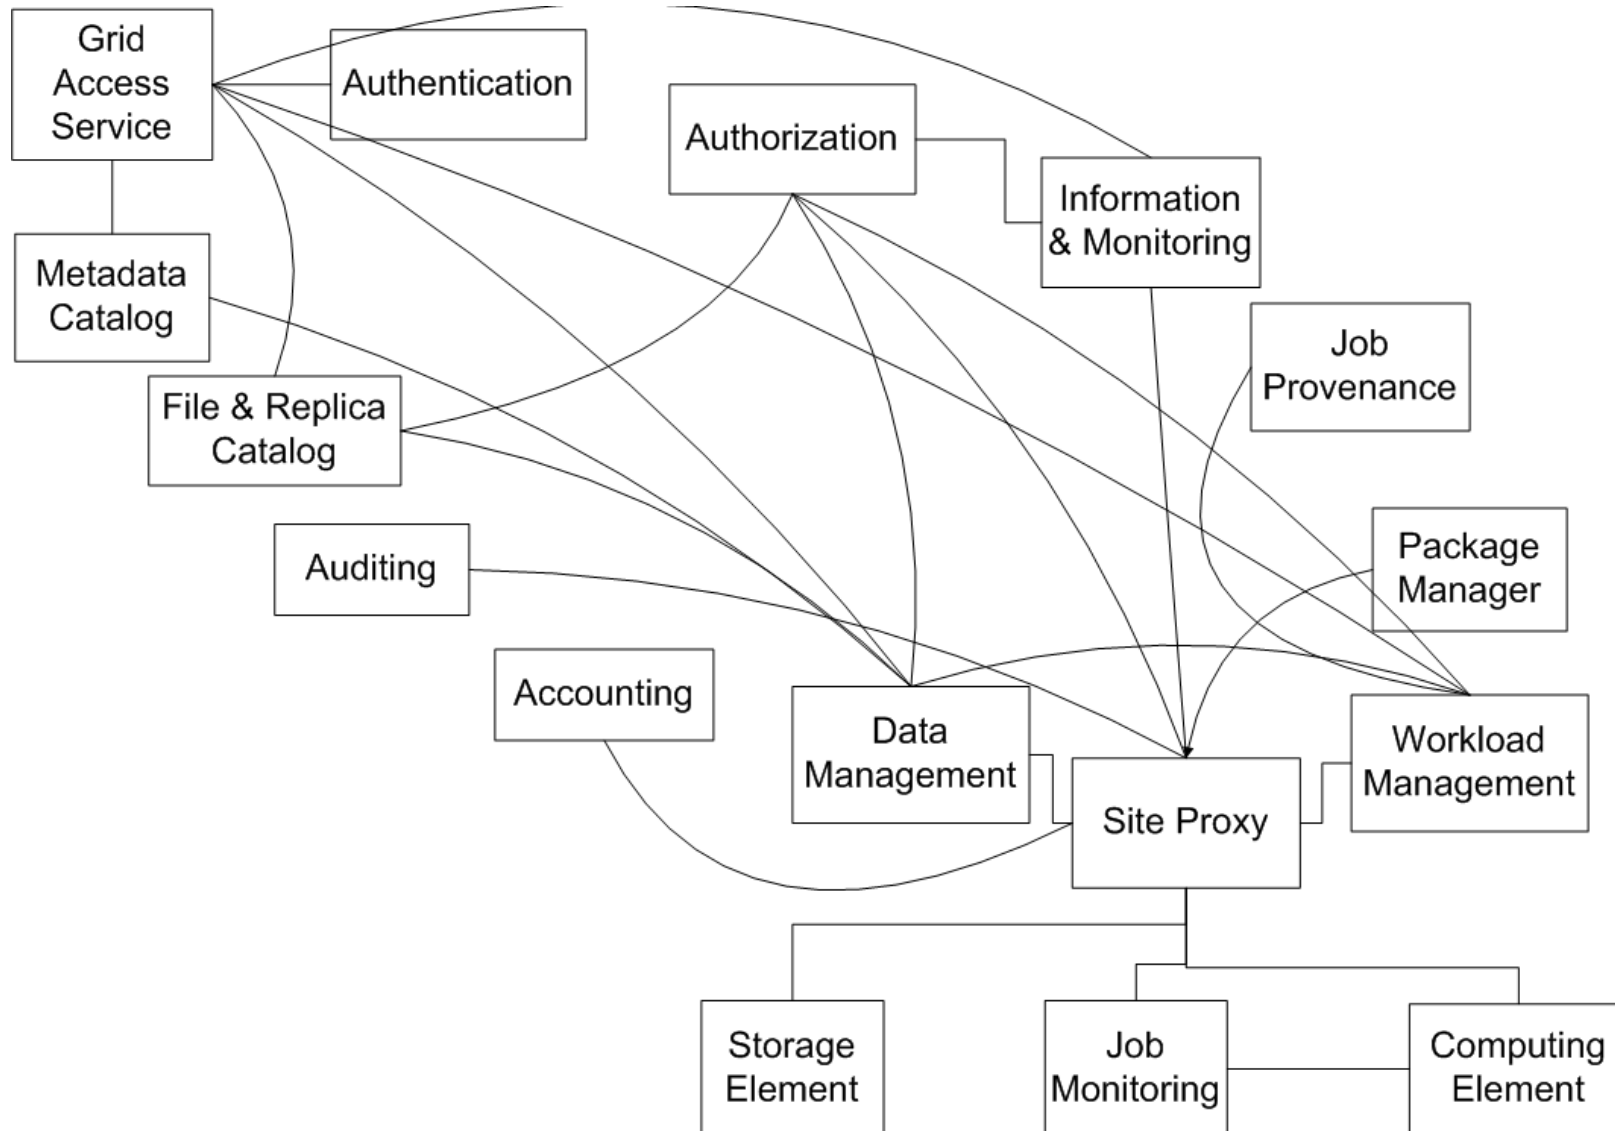 Grid
Access
Service
Authentication
Authorization
Information
& Monitoring
Metadata
Catalog
Job
Provenance
File & Replica
Catalog
Package
Manager
Auditing
Accounting
Data
Management
Workload
Management
Site Proxy
Storage
Element
Job
Monitoring
Computing
Element